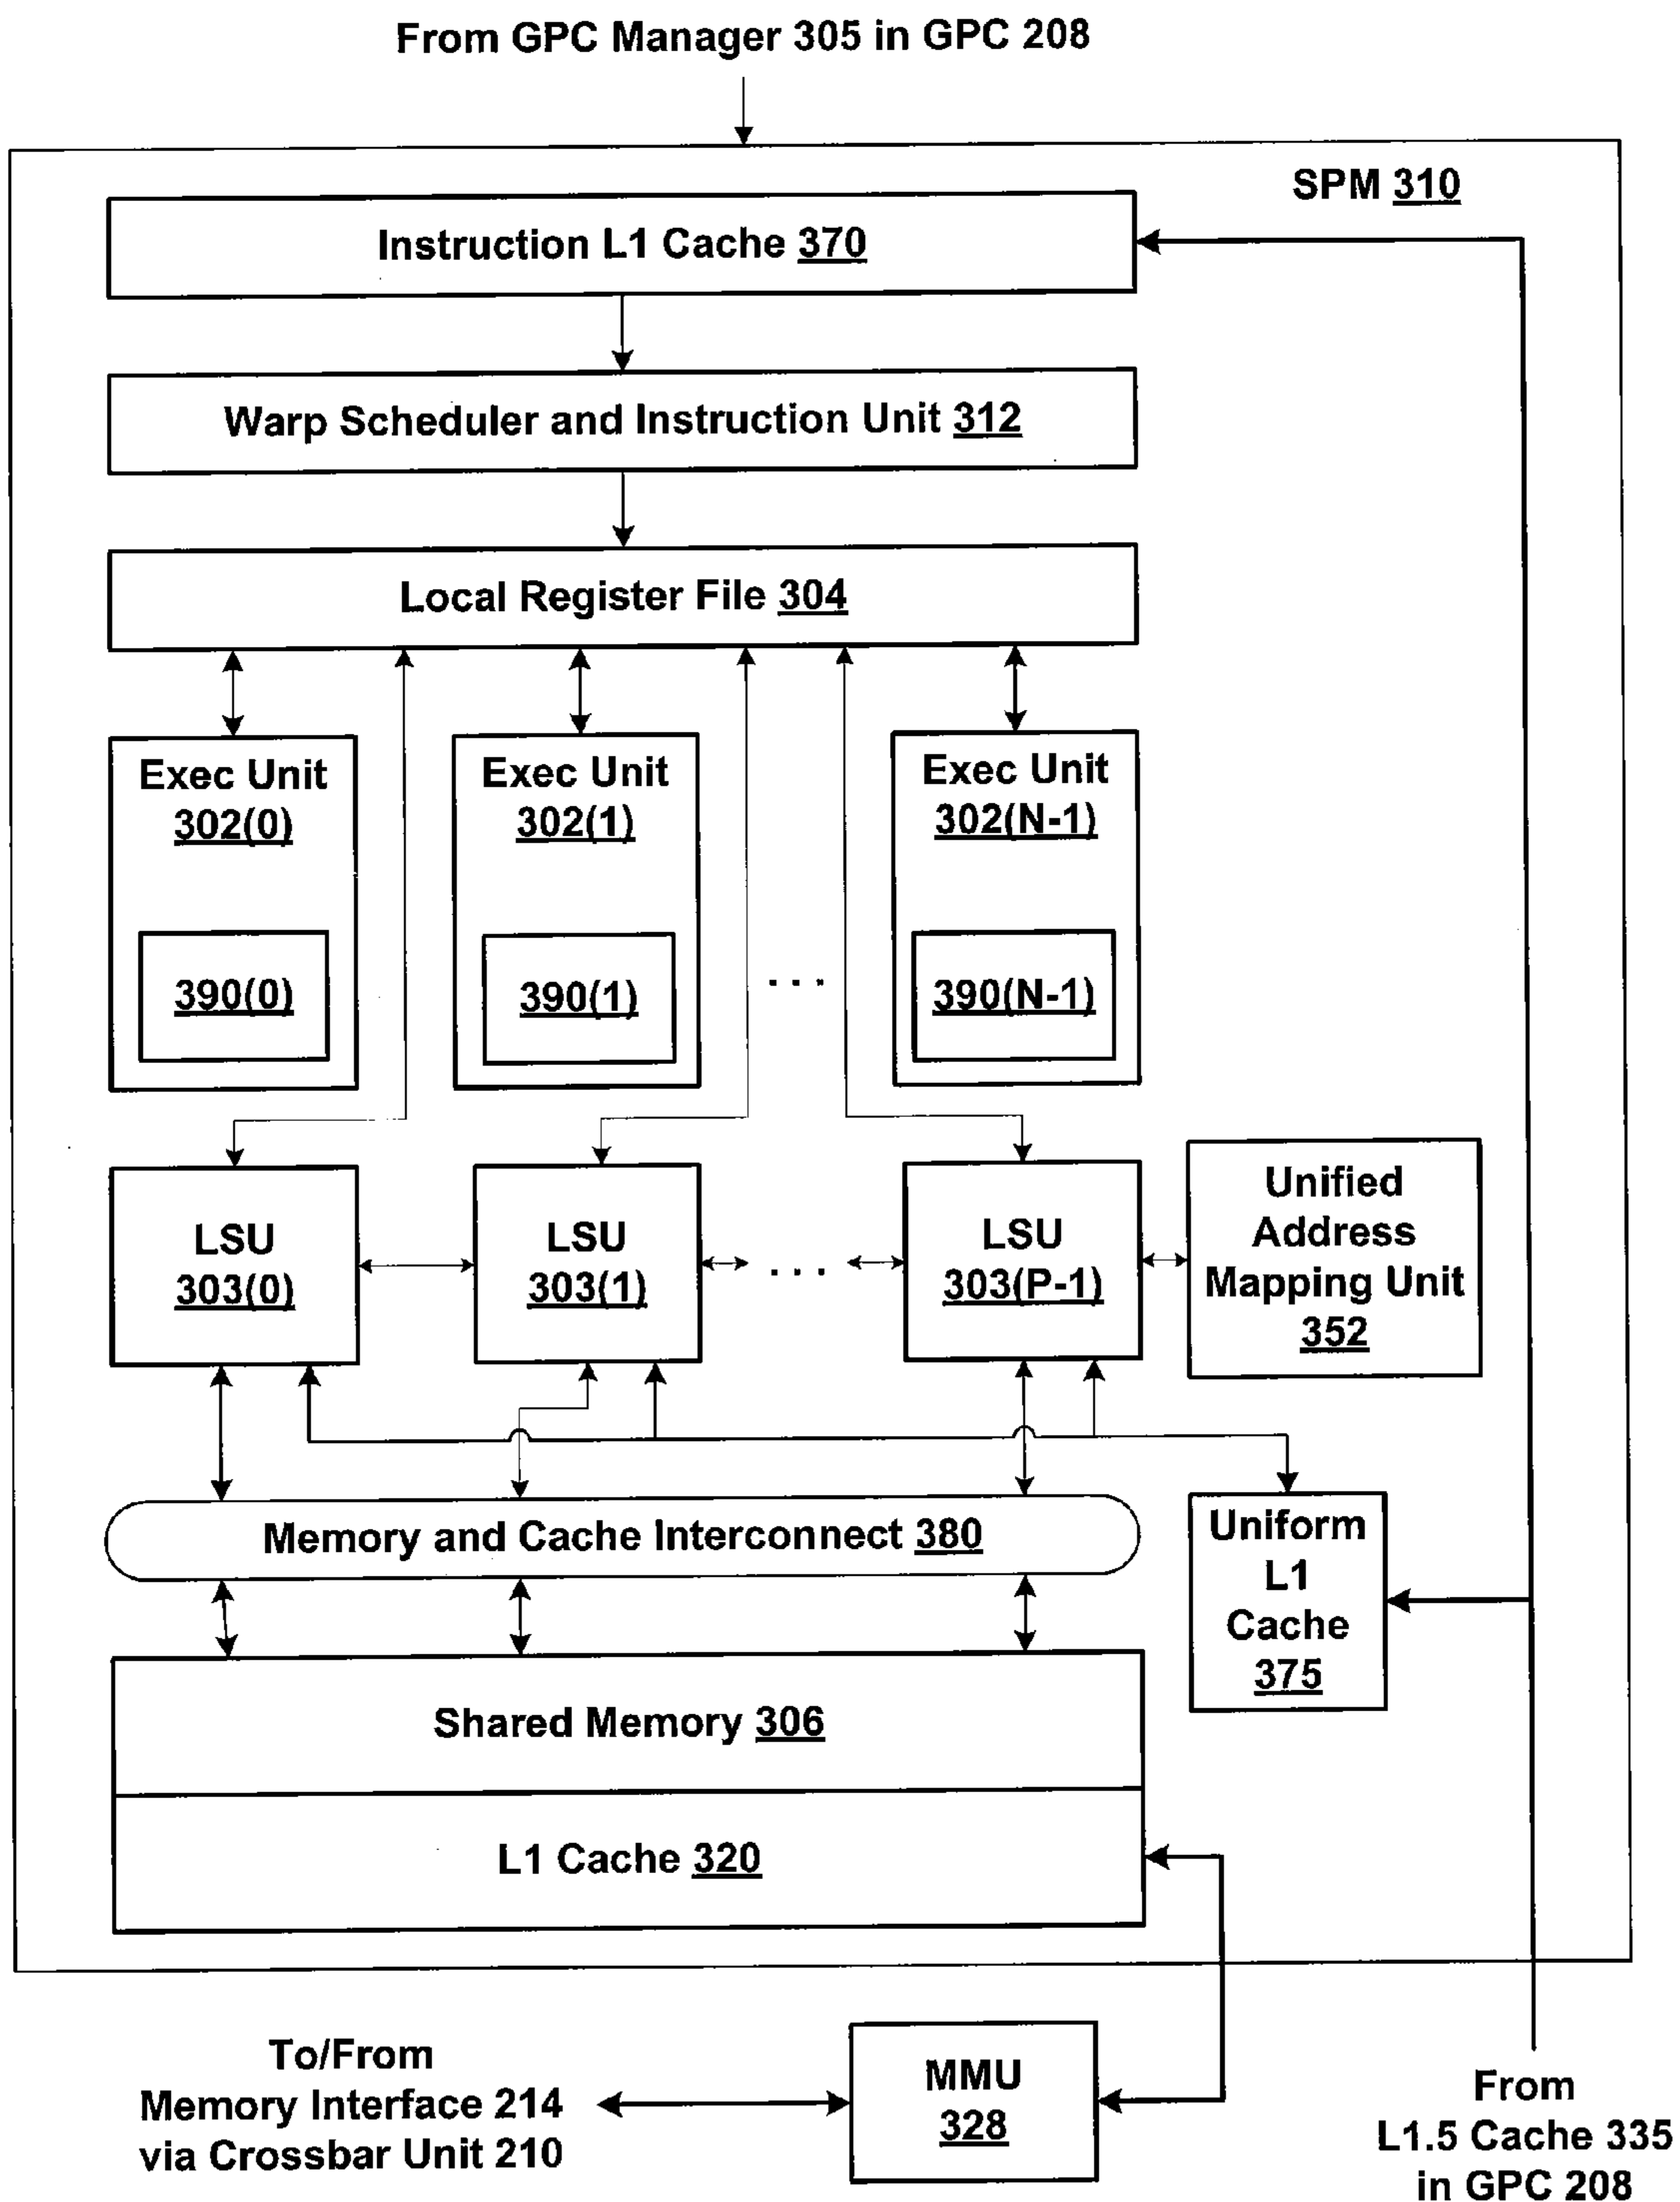 From GPC Manager 305 in GPC 208
SPM 310
Instruction L1 Cache 370
Warp Scheduler and Instruction Unit 312
Local Register File 304
Exec Unit
302(0)
390(0)
Exec Unit
302(1)
390(1)
. . .
Exec Unit
302(N-1)
390(N-1)
LSU
303(0)
LSU
303(1)
. . .
LSU
303(P-1)
Unified
Address
Mapping Unit
352
Memory and Cache Interconnect 380
Uniform
L1
Cache
375
Shared Memory 306
L1 Cache 320
To/From
Memory Interface 214
via Crossbar Unit 210
MMU
328
From
L1.5 Cache 335
in GPC 208